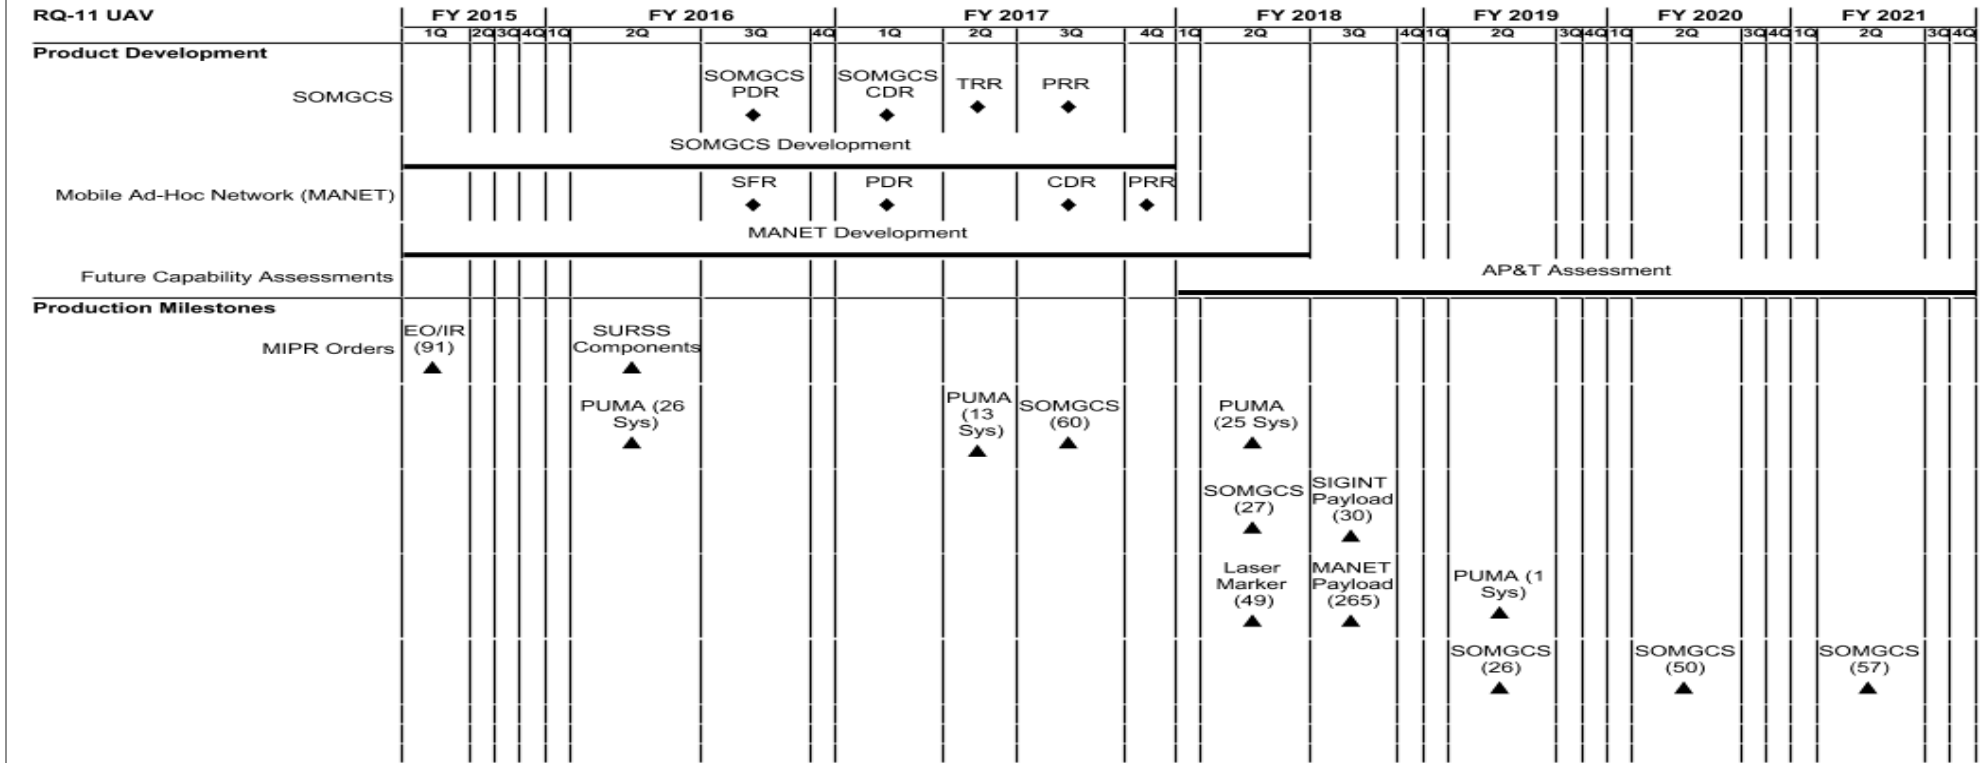 RQ-11 UAV FY 2015 FY 2016 FY 2017 FY 2018 FY 2019 FY 2020 FY 2021
1Q 2Q 3Q 4Q 1Q 2Q 3Q 4Q 1Q 2Q 3Q 4Q 1Q 2Q 3Q 4Q 1Q 2Q 3Q 4Q 1Q 2Q 3Q 4Q 1Q 2Q 3Q 4Q
Product Development
SOMGCS
SOMGCS
PDR
SOMGCS
CDR
TRR
PRR
SOMGCS Development
Mobile Ad-Hoc Network (MANET)
SFR
PDR
CDR
PRR
MANET Development
Future Capability Assessments
AP&T Assessment
Production Milestones
MIPR Orders
EO/IR
(91)
SURSS
Components
PUMA (26
Sys)
PUMA
(13
Sys)
SOMGCS
(60)
PUMA
(25 Sys)
SOMGCS
(27)
SIGINT
Payload
(30)
Laser
Marker
(49)
MANET
Payload
(265)
PUMA (1
Sys)
SOMGCS
(26)
SOMGCS
(50)
SOMGCS
(57)